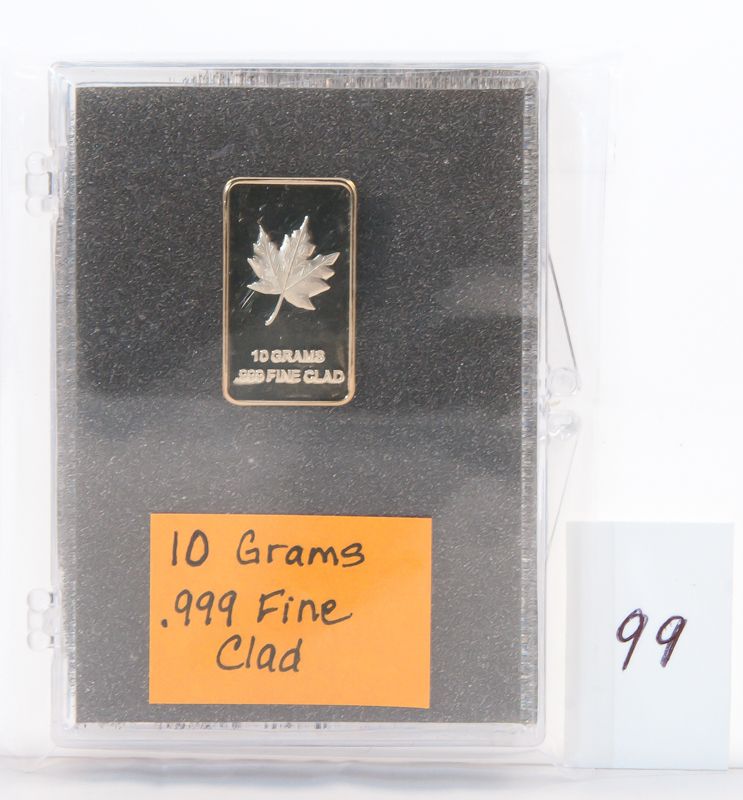 10 GRAMS
.999 FINE CLAD
10 Grams
.999 Fine
Clad
99